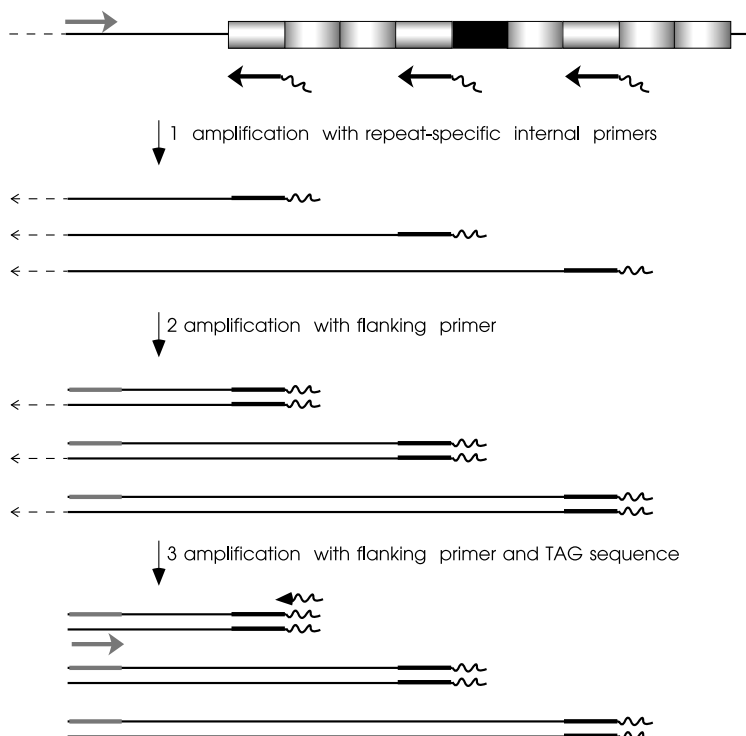 1 amplification with repeat-specific internal primers
2 amplification with flanking primer
3 amplification with flanking primer and TAG sequence